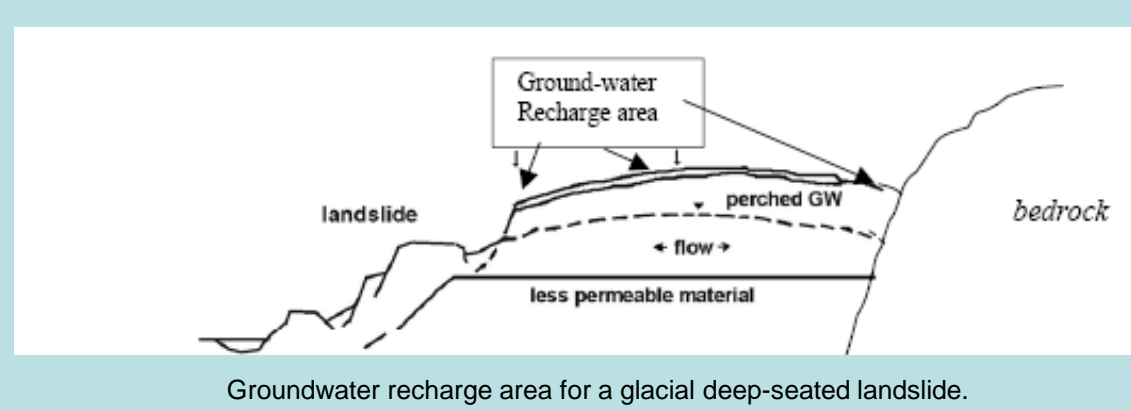 Ground-water
Recharge area
landslide
perched GW
bedrock
flow
less permeable material
Groundwater recharge area for a glacial deep-seated landslide.